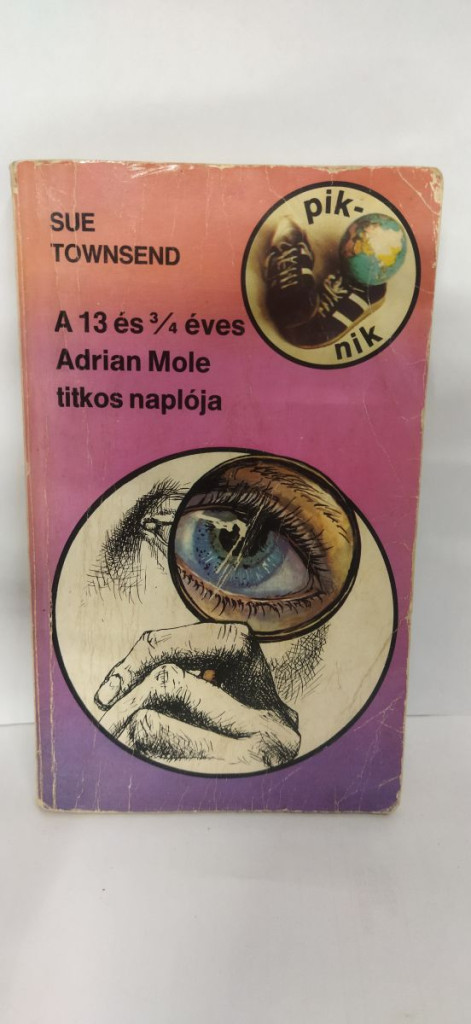 SUE
TOWNSEND
pik-
nik
A 13 és ¾ éves
Adrian Mole
titkos naplója